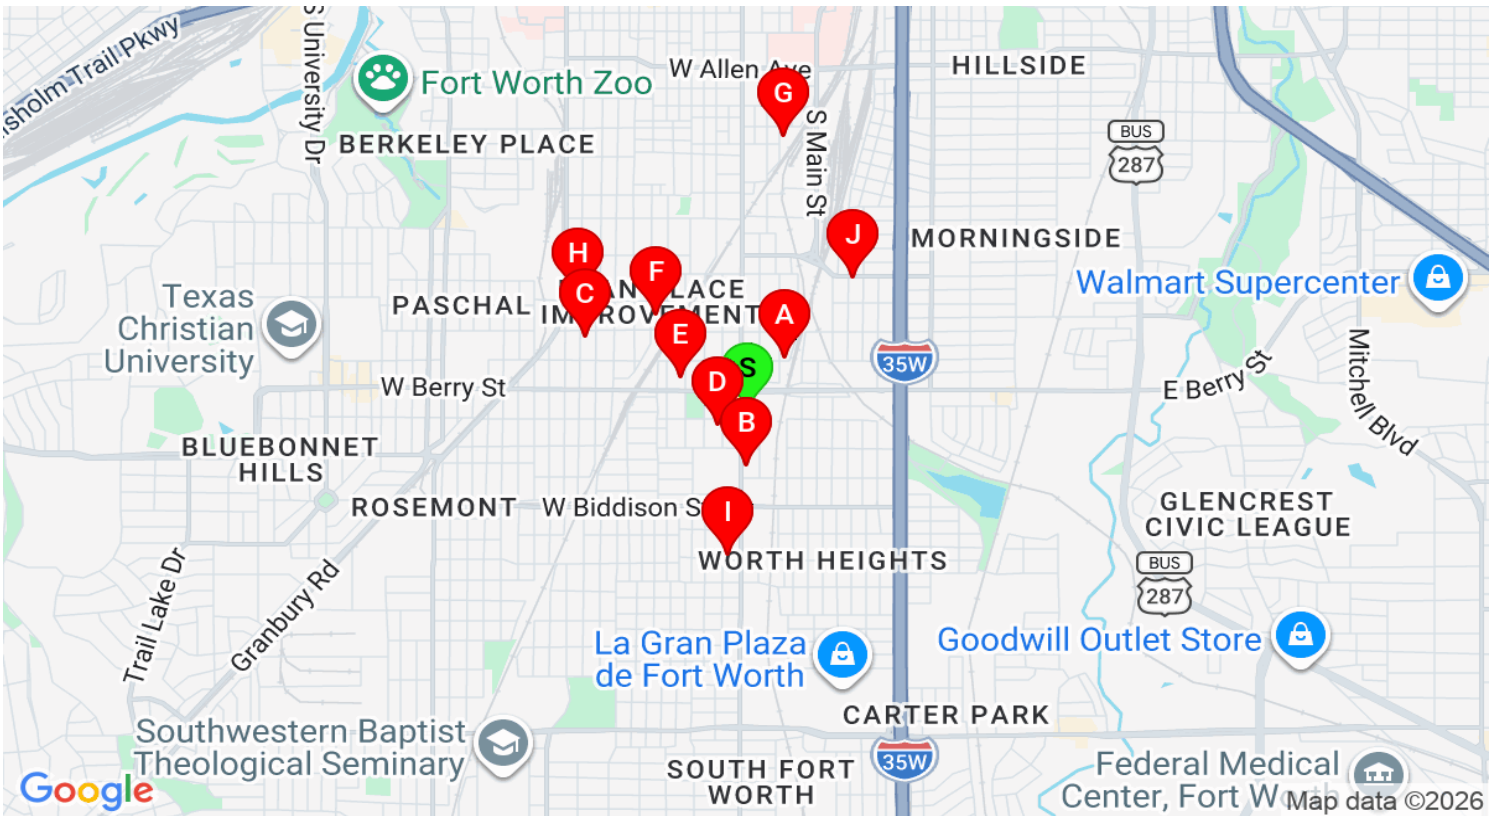 isholm Trail Pkwy
S University Dr
Fort Worth Zoo
BERKELEY PLACE
W Allen Ave
G
S Main St
HILLSIDE
BUS
287
J
MORNINGSIDE
Walmart Supercenter
H
F
C
PLACE
IMPROVEMENT
A
E
S
D
B
PASCHAL
Texas
Christian
University
W Berry St
35W
E Berry St
Mitchell Blvd
BLUEBONNET
HILLS
ROSEMONT
W Biddison
I
WORTH HEIGHTS
GLENCREST
CIVIC LEAGUE
BUS
287
Trail Lake Dr
Granbury Rd
La Gran Plaza
de Fort Worth
Goodwill Outlet Store
CARTER PARK
Southwestern Baptist
Theological Seminary
35W
SOUTH FORT
WORTH
Federal Medical
Center, Fort
Google
Map data ©2026